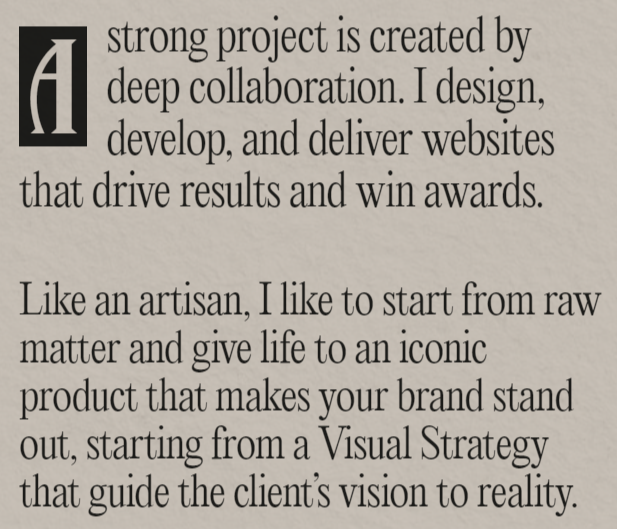 A strong project is created by
deep collaboration. I design,
develop, and deliver websites
that drive results and win awards.
Like an artisan, I like to start from raw
matter and give life to an iconic
product that makes your brand stand
out, starting from a Visual Strategy
that guide the client's vision to reality.